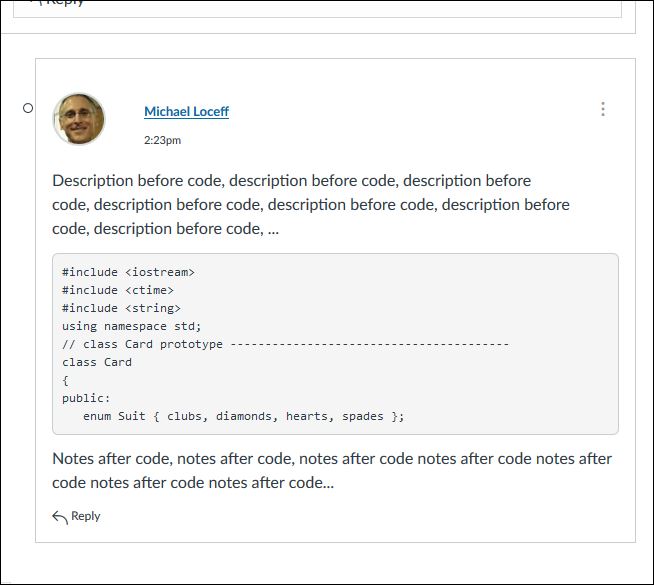 Reply
Michael Loceff
2:23pm
Description before code, description before code, description before
code, description before code, description before code, description before
code, description before code, ...
#include <iostream>
#include <ctime>
#include <string>
using namespace std;
// class Card prototype ----------------------------------------
class Card
{
public:
   enum Suit { clubs, diamonds, hearts, spades };
Notes after code, notes after code, notes after code notes after code notes after
code notes after code notes after code...
Reply